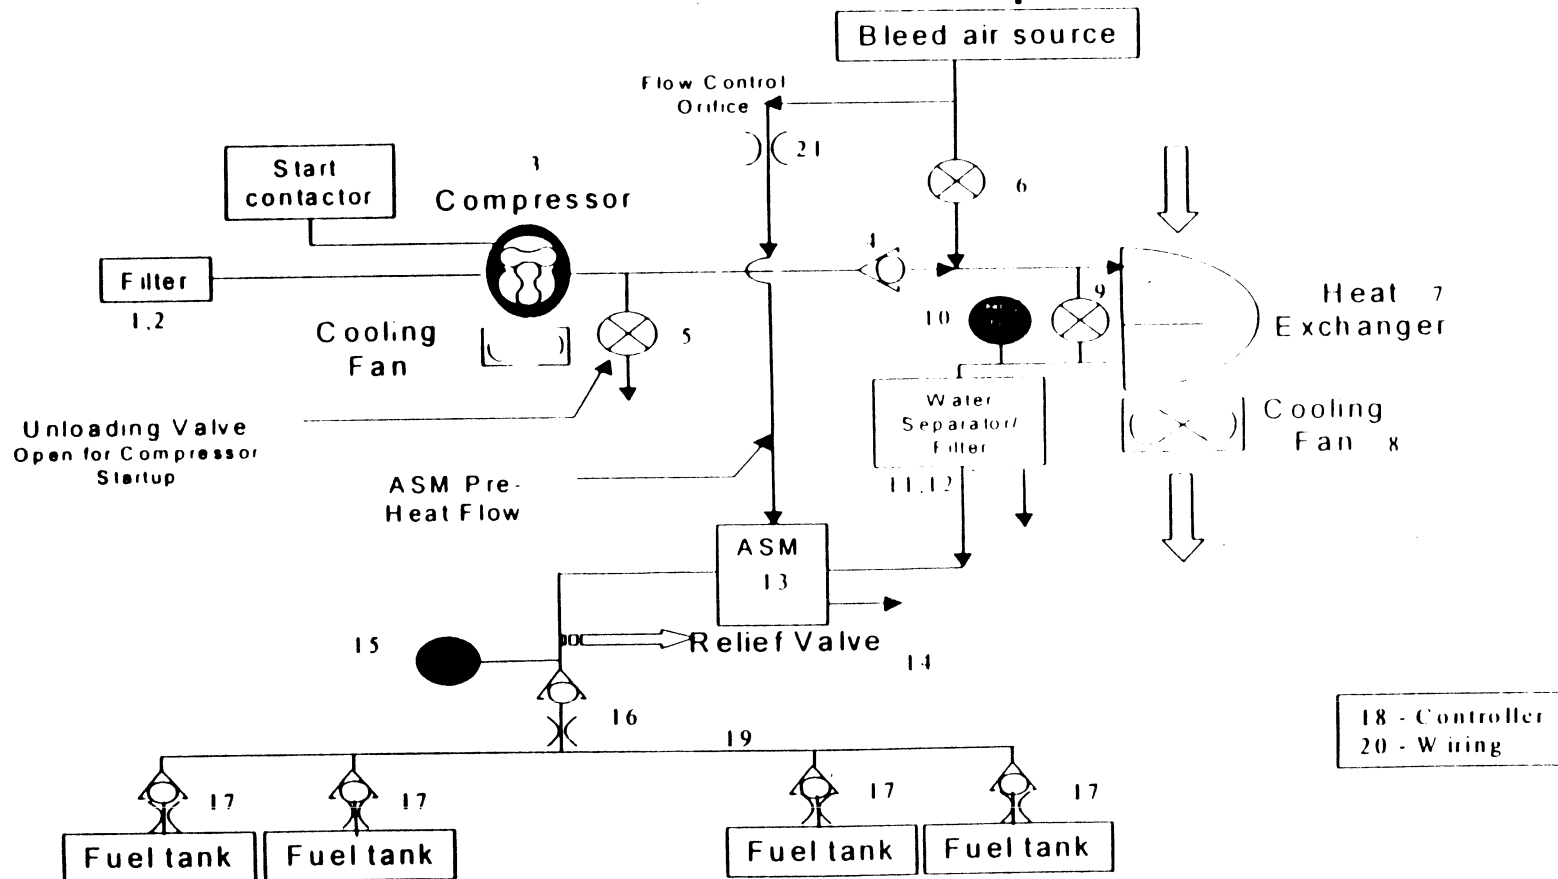 Bleed air source
Flow Control
Orifice
21
6
Start
contactor
3
Compressor
4
Filter
1,2
Cooling
Fan
5
10
9
Heat 7
Exchanger
Unloading Valve
Open for Compressor
Startup
Water
Separator/
Filter
11,12
Cooling
Fan 8
ASM Pre-
Heat Flow
ASM
13
15
Relief Valve
14
16
19
18 - Controller
20 - Wiring
17
17
17
17
Fuel tank
Fuel tank
Fuel tank
Fuel tank